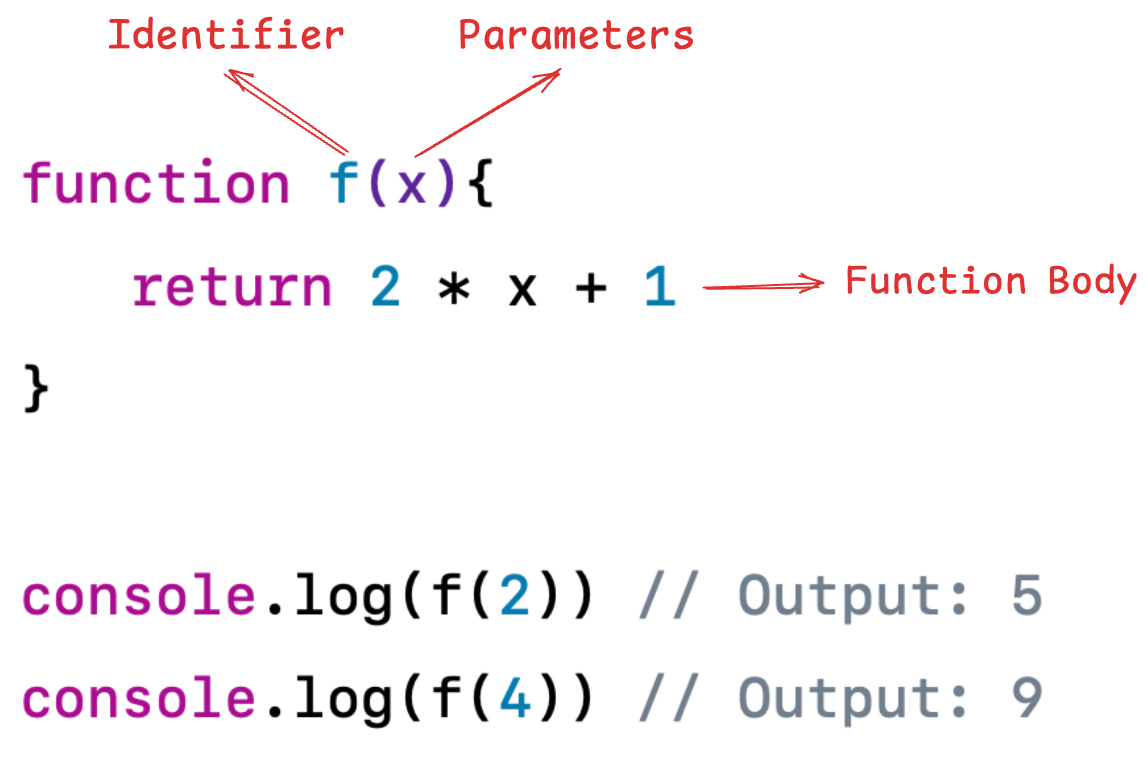 Identifier Parameters
function f(x){
return 2 * x + 1 Function Body
}
console.log(f(2)) // Output: 5
console.log(f(4)) // Output: 9